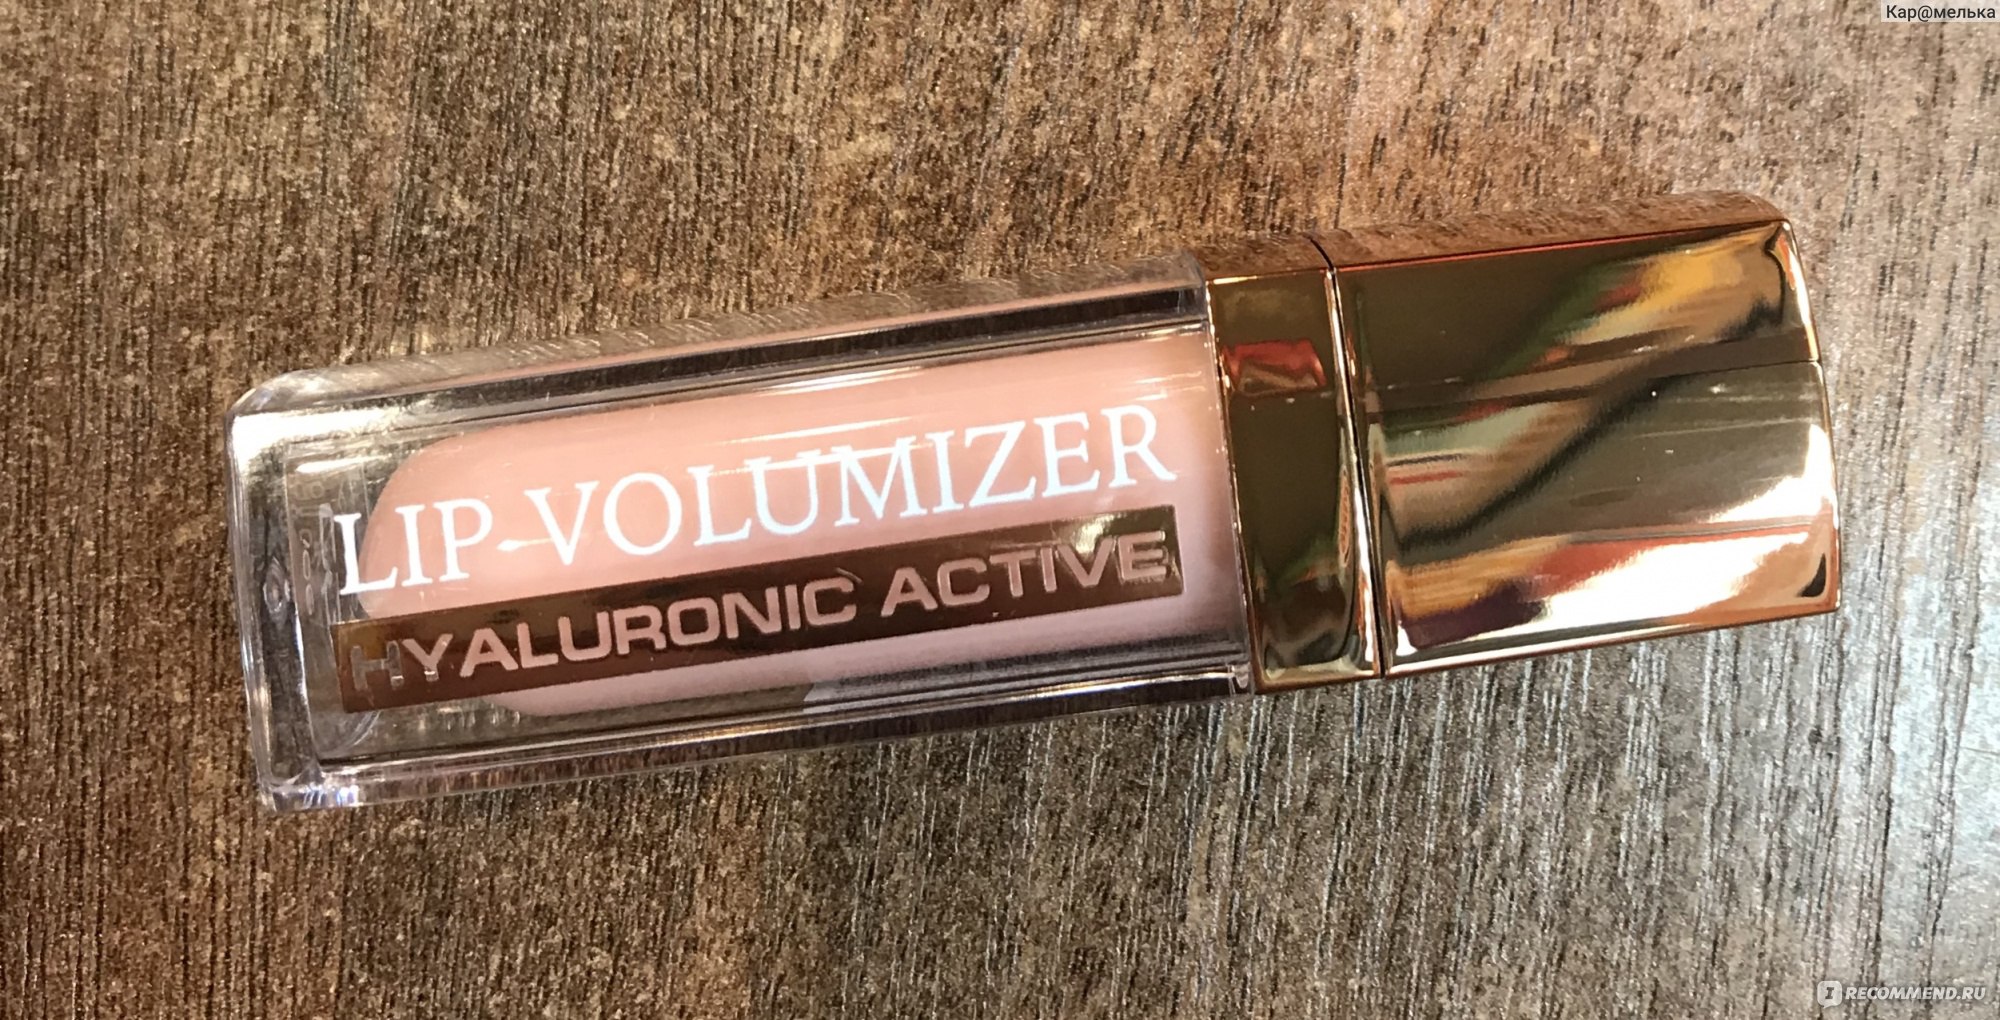 Кар@мелька
LIP VOLUMIZER
HYALURONIC ACTIVE
RECOMMEND.RU